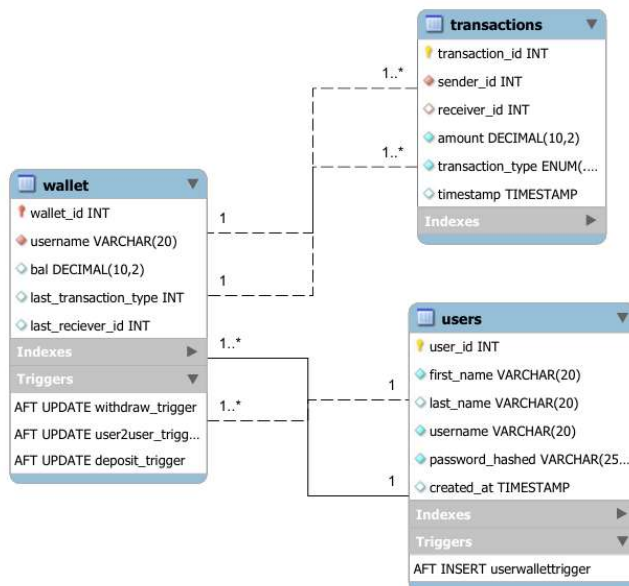 transactions
transaction_id INT
sender_id INT
receiver_id INT
amount DECIMAL(10,2)
transaction_type ENUM(....
timestamp TIMESTAMP
Indexes
1..*
1..*
wallet
wallet_id INT
username VARCHAR(20)
bal DECIMAL(10,2)
last_transaction_type INT
last_reciever_id INT
Indexes
Triggers
AFT UPDATE withdraw_trigger
AFT UPDATE user2user_trigg...
AFT UPDATE deposit_trigger
1
1
1..*
1..*
1
1
users
user_id INT
first_name VARCHAR(20)
last_name VARCHAR(20)
username VARCHAR(20)
password_hashed VARCHAR(25...
created_at TIMESTAMP
Indexes
Triggers
AFT INSERT userwallettrigger